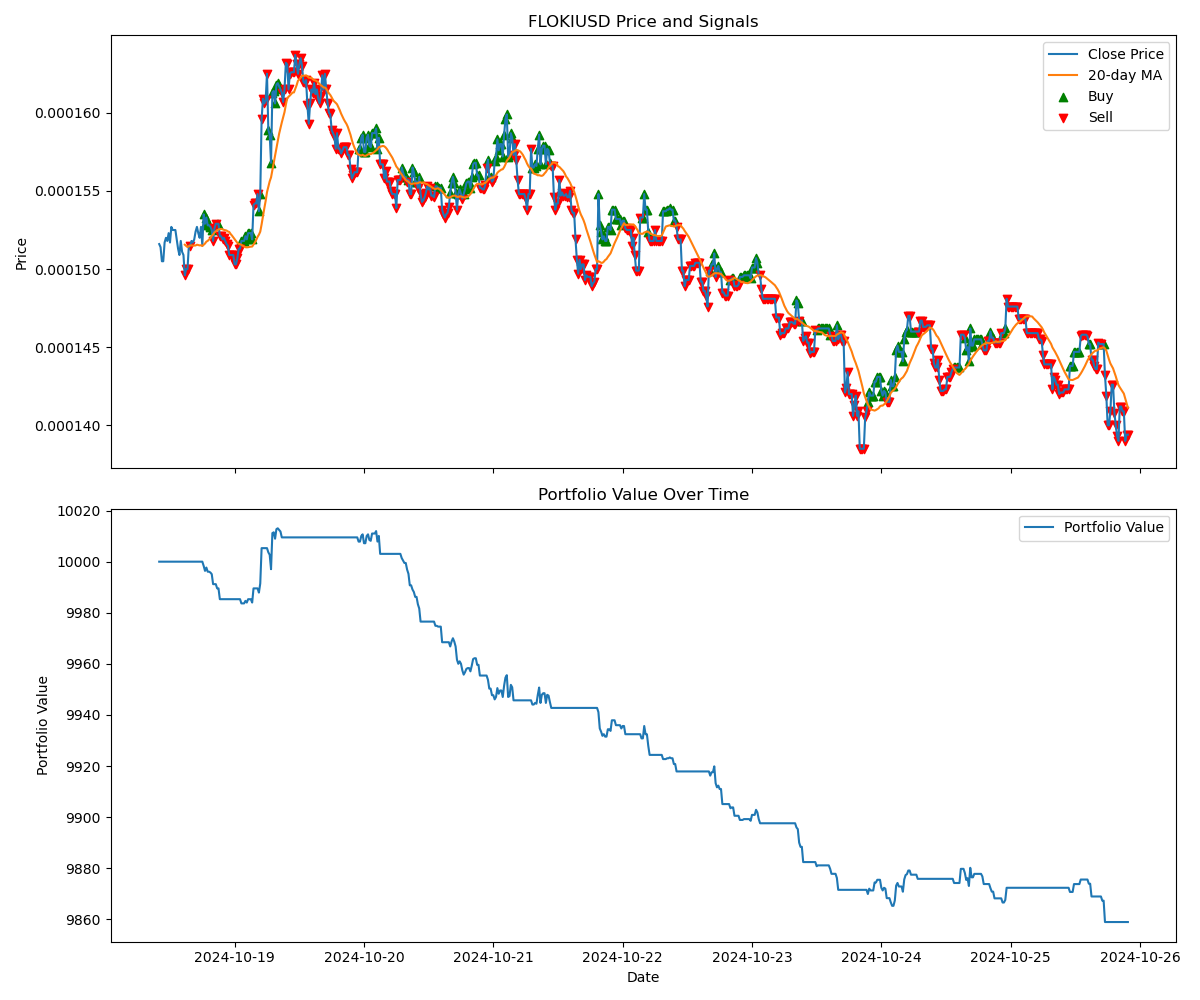 FLOKIUSD Price and Signals
Price
0.000160
0.000155
0.000150
0.000145
0.000140
Close Price
20-day MA
Buy
Sell
Portfolio Value Over Time
Portfolio Value
10020
10000
9980
9960
9940
9920
9900
9880
9860
Portfolio Value
2024-10-19 2024-10-20 2024-10-21 2024-10-22 2024-10-23 2024-10-24 2024-10-25 2024-10-26
Date